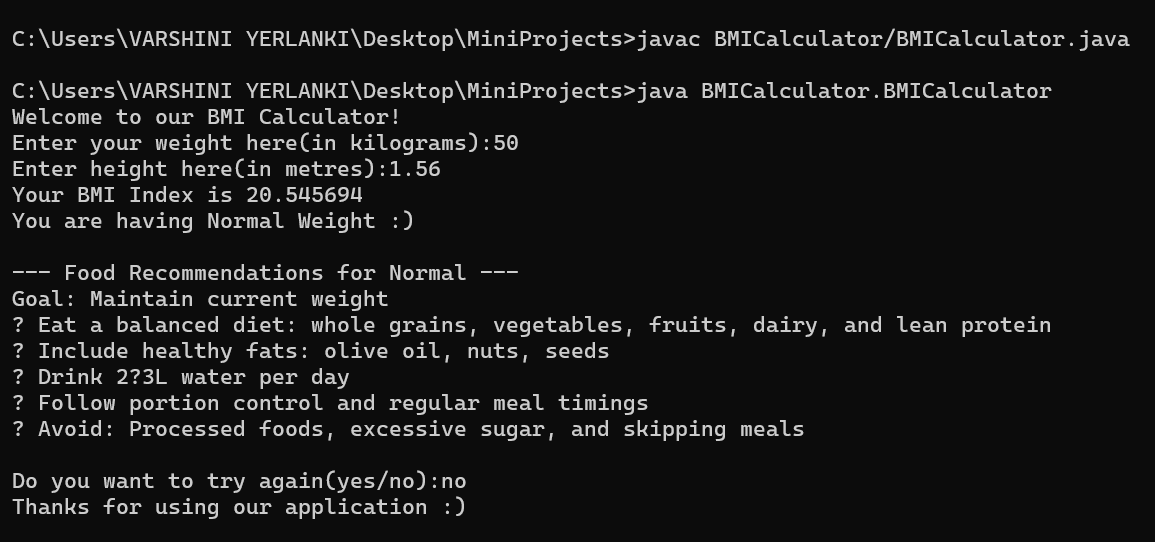 C:\Users\VARSHINI YERLANKI\Desktop\MiniProjects>javac BMICalculator/BMICalculator.java
C:\Users\VARSHINI YERLANKI\Desktop\MiniProjects>java BMICalculator.BMICalculator
Welcome to our BMI Calculator!
Enter your weight here(in kilograms):50
Enter height here(in metres):1.56
Your BMI Index is 20.545694
You are having Normal Weight :)
--- Food Recommendations for Normal ---
Goal: Maintain current weight
? Eat a balanced diet: whole grains, vegetables, fruits, dairy, and lean protein
? Include healthy fats: olive oil, nuts, seeds
? Drink 2?3L water per day
? Follow portion control and regular meal timings
? Avoid: Processed foods, excessive sugar, and skipping meals
Do you want to try again(yes/no):no
Thanks for using our application :)